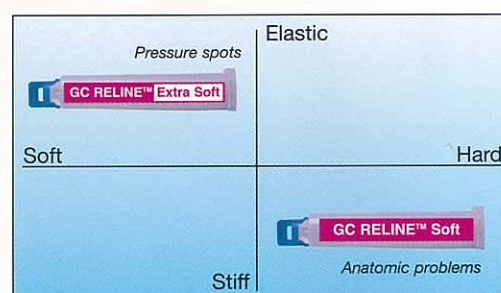 Elastic
Pressure spots
GC RELINE™ Extra Soft
Soft
Hard
GC RELINE™ Soft
Anatomic problems
Stiff